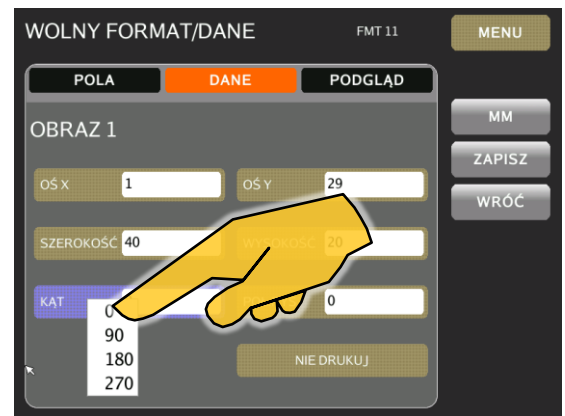 WOLNY FORMAT/DANE FMT 11 MENU
POLA DANE PODGLĄD
OBRAZ 1
MM
ZAPISZ
WRÓĆ
OŚ X 1 OŚ Y 29
SZEROKOŚĆ 40 WYSOKOŚĆ 20
KĄT 0
0
90
180
270
NIE DRUKUJ